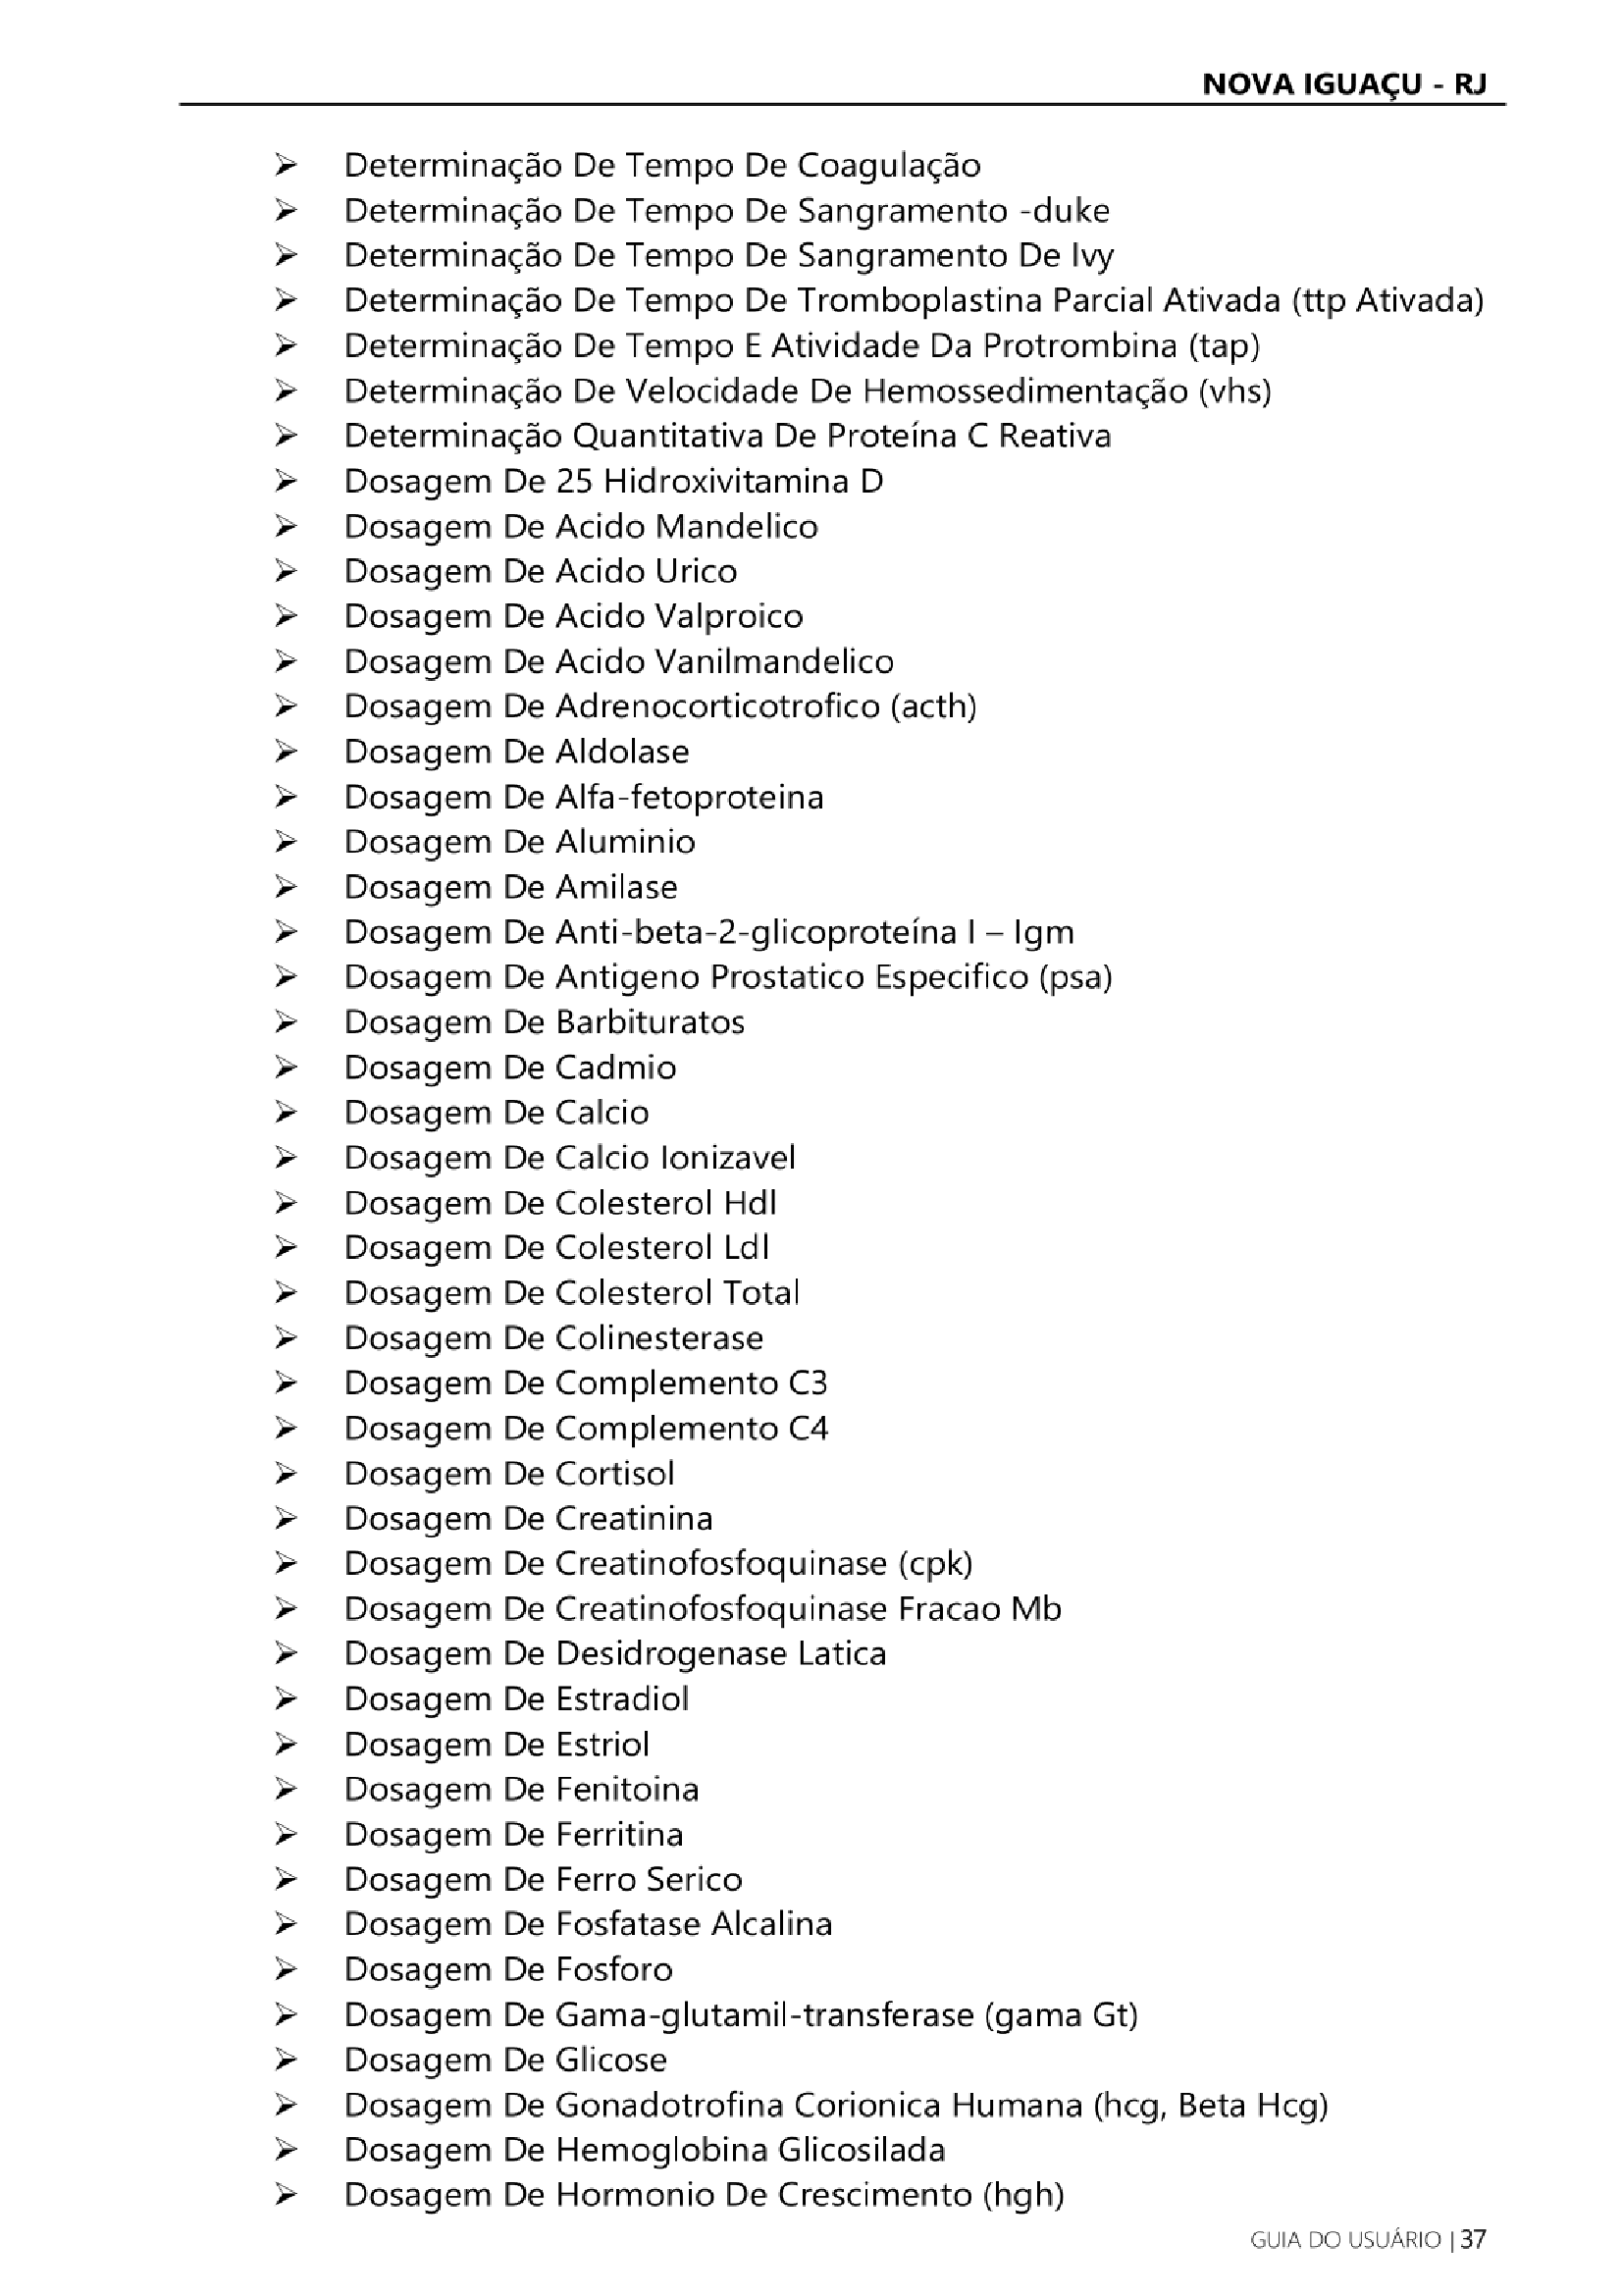 NOVA IGUAÇU - RJ
➢ Determinação De Tempo De Coagulação
➢ Determinação De Tempo De Sangramento -duke
➢ Determinação De Tempo De Sangramento De Ivy
➢ Determinação De Tempo De Tromboplastina Parcial Ativada (ttp Ativada)
➢ Determinação De Tempo E Atividade Da Protrombina (tap)
➢ Determinação De Velocidade De Hemossedimentação (vhs)
➢ Determinação Quantitativa De Proteína C Reativa
➢ Dosagem De 25 Hidroxivitamina D
➢ Dosagem De Acido Mandelico
➢ Dosagem De Acido Urico
➢ Dosagem De Acido Valproico
➢ Dosagem De Acido Vanilmandelico
➢ Dosagem De Adrenocorticotrofico (acth)
➢ Dosagem De Aldolase
➢ Dosagem De Alfa-fetoproteina
➢ Dosagem De Aluminio
➢ Dosagem De Amilase
➢ Dosagem De Anti-beta-2-glicoproteína I – Igm
➢ Dosagem De Antigeno Prostatico Especifico (psa)
➢ Dosagem De Barbituratos
➢ Dosagem De Cadmio
➢ Dosagem De Calcio
➢ Dosagem De Calcio Ionizavel
➢ Dosagem De Colesterol Hdl
➢ Dosagem De Colesterol Ldl
➢ Dosagem De Colesterol Total
➢ Dosagem De Colinesterase
➢ Dosagem De Complemento C3
➢ Dosagem De Complemento C4
➢ Dosagem De Cortisol
➢ Dosagem De Creatinina
➢ Dosagem De Creatinofosfoquinase (cpk)
➢ Dosagem De Creatinofosfoquinase Fracao Mb
➢ Dosagem De Desidrogenase Latica
➢ Dosagem De Estradiol
➢ Dosagem De Estriol
➢ Dosagem De Fenitoina
➢ Dosagem De Ferritina
➢ Dosagem De Ferro Serico
➢ Dosagem De Fosfatase Alcalina
➢ Dosagem De Fosforo
➢ Dosagem De Gama-glutamil-transferase (gama Gt)
➢ Dosagem De Glicose
➢ Dosagem De Gonadotrofina Corionica Humana (hcg, Beta Hcg)
➢ Dosagem De Hemoglobina Glicosilada
➢ Dosagem De Hormonio De Crescimento (hgh)
GUIA DO USUÁRIO | 37